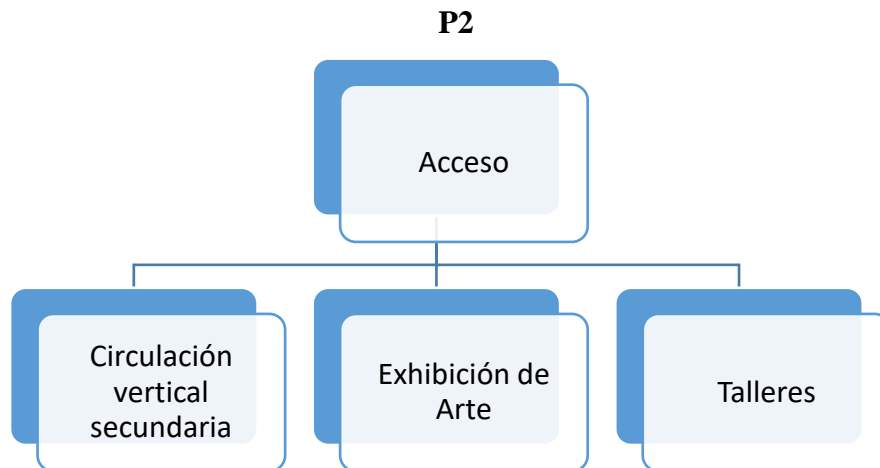 P2
Acceso
Circulación
vertical
secundaria
Exhibición de
Arte
Talleres